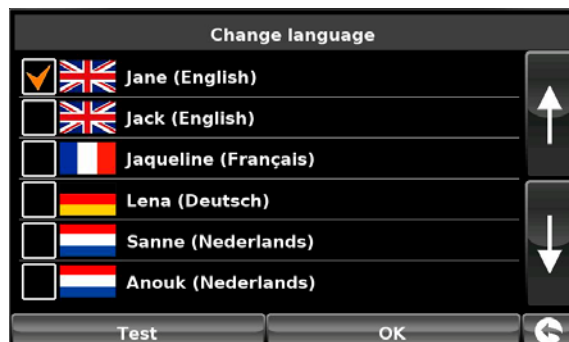 Change language
Jane (English)
Jack (English)
Jaqueline (Français)
Lena (Deutsch)
Sanne (Nederlands)
Anouk (Nederlands)
Test OK